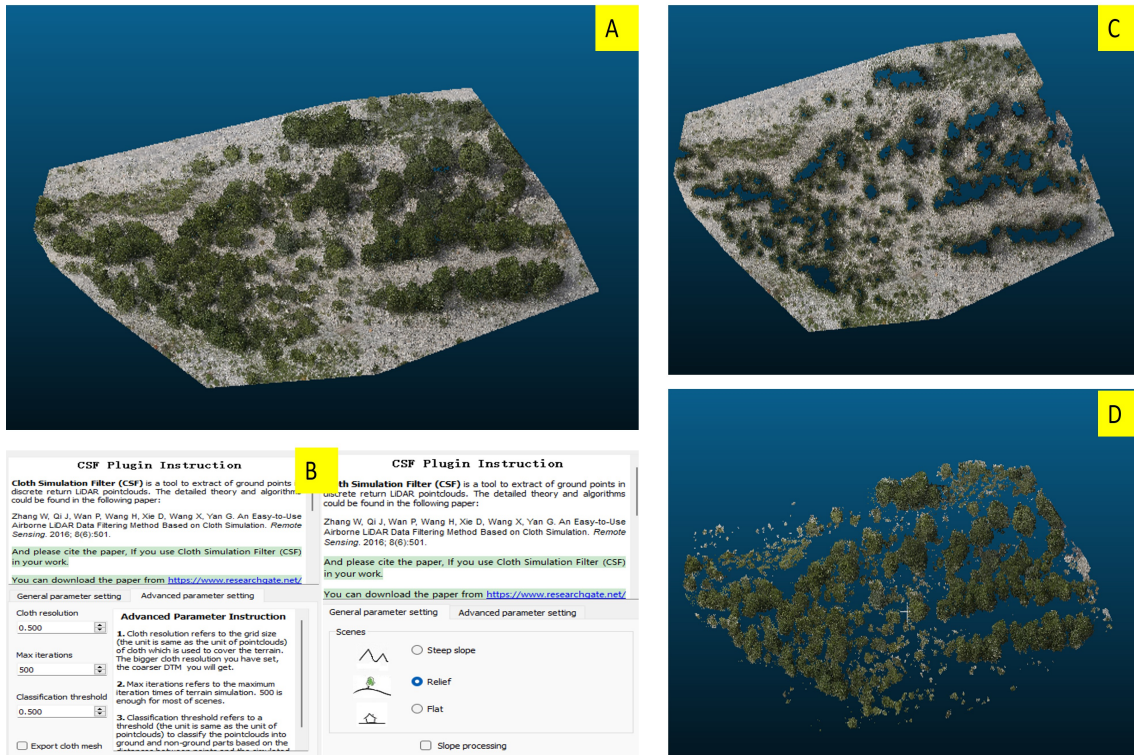 A
C
B
D
CSF Plugin Instruction
Cloth Simulation Filter (CSF) is a tool to extract of ground points in
discrete return LiDAR pointclouds. The detailed theory and algorithms
could be found in the following paper:
Zhang W, Qi J, Wan P, Wang H, Xie D, Wang X, Yan G. An Easy-to-Use
Airborne LiDAR Data Filtering Method Based on Cloth Simulation. Remote
Sensing. 2016; 8(6):501.
And please cite the paper, If you use Cloth Simulation Filter (CSF)
in your work.
You can download the paper from https://www.researchgate.net/
General parameter setting
Advanced parameter setting
Cloth resolution
0.500
Max iterations
500
Classification threshold
0.500
Export cloth mesh
Advanced Parameter Instruction
1. Cloth resolution refers to the grid size
(the unit is same as the unit of pointclouds)
of cloth which is used to cover the terrain.
The bigger cloth resolution you have set,
the coarser DTM you will get.
2. Max iterations refers to the maximum
iteration times of terrain simulation. 500 is
enough for most of scenes.
3. Classification threshold refers to a
threshold (the unit is same as the unit of
pointclouds) to classify the pointclouds into
ground and non-ground parts based on the
distances between points and the simulated
CSF Plugin Instruction
th Simulation Filter (CSF) is a tool to extract of ground points in
discrete return LiDAR pointclouds. The detailed theory and algorithms
could be found in the following paper:
Zhang W, Qi J, Wan P, Wang H, Xie D, Wang X, Yan G. An Easy-to-Use
Airborne LiDAR Data Filtering Method Based on Cloth Simulation. Remote
Sensing. 2016; 8(6):501.
And please cite the paper, If you use Cloth Simulation Filter (CSF)
in your work.
You can download the paper from https://www.researchgate.net/
General parameter setting
Advanced parameter setting
Scenes
Steep slope
Relief
Flat
Slope processing